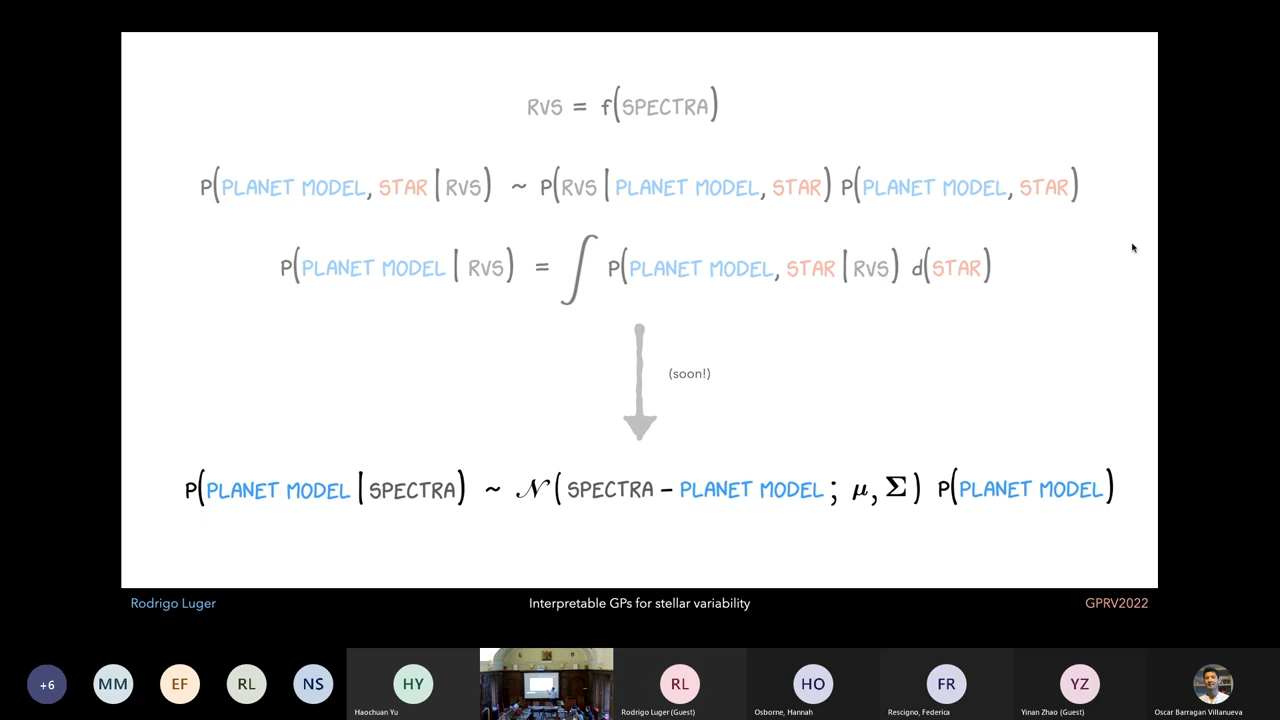 RVS = f(SPECTRA)
P(PLANET MODEL, STAR | RVS) ~ P(RVS | PLANET MODEL, STAR) P(PLANET MODEL, STAR)
P(PLANET MODEL | RVS) = ∫ P(PLANET MODEL, STAR | RVS) d(STAR)
(soon!)
P(PLANET MODEL | SPECTRA) ~ 𝒩(SPECTRA – PLANET MODEL ; μ, Σ) P(PLANET MODEL)
Rodrigo Luger Interpretable GPs for stellar variability GPRV2022
+6 MM EF RL NS HY RL HO FR YZ
Haochuan Yu Rodrigo Luger (Guest) Osborne, Hannah Rescigno, Federica Yinan Zhao (Guest) Oscar Barragan Villanueva